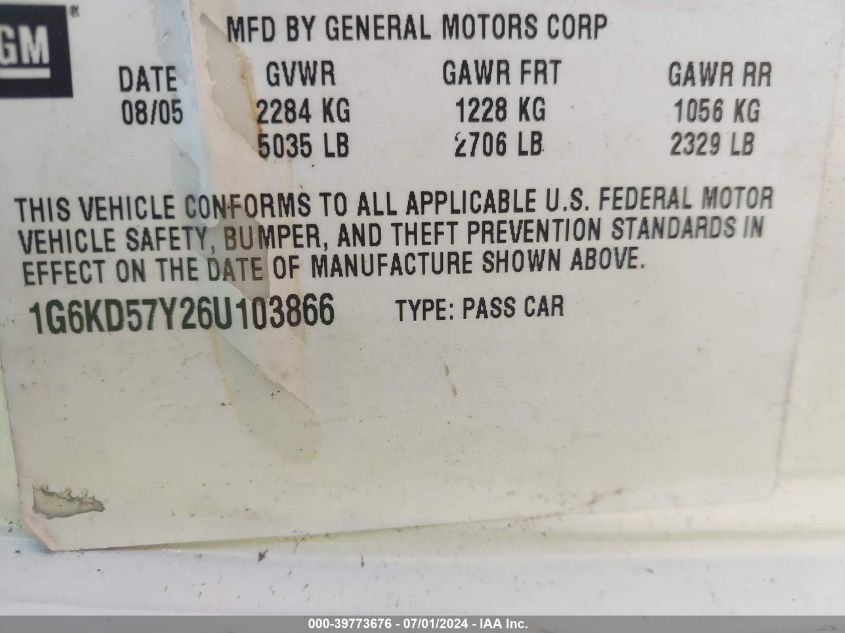 GM ®
MFD BY GENERAL MOTORS CORP
DATE GVWR GAWR FRT GAWR RR
08/05 2284 KG 1228 KG 1056 KG
5035 LB 2706 LB 2329 LB
THIS VEHICLE CONFORMS TO ALL APPLICABLE U.S. FEDERAL MOTOR
VEHICLE SAFETY, BUMPER, AND THEFT PREVENTION STANDARDS IN
EFFECT ON THE DATE OF MANUFACTURE SHOWN ABOVE.
1G6KD57Y26U103866 TYPE: PASS CAR
000-39773676 - 07/01/2024 - IAA Inc.